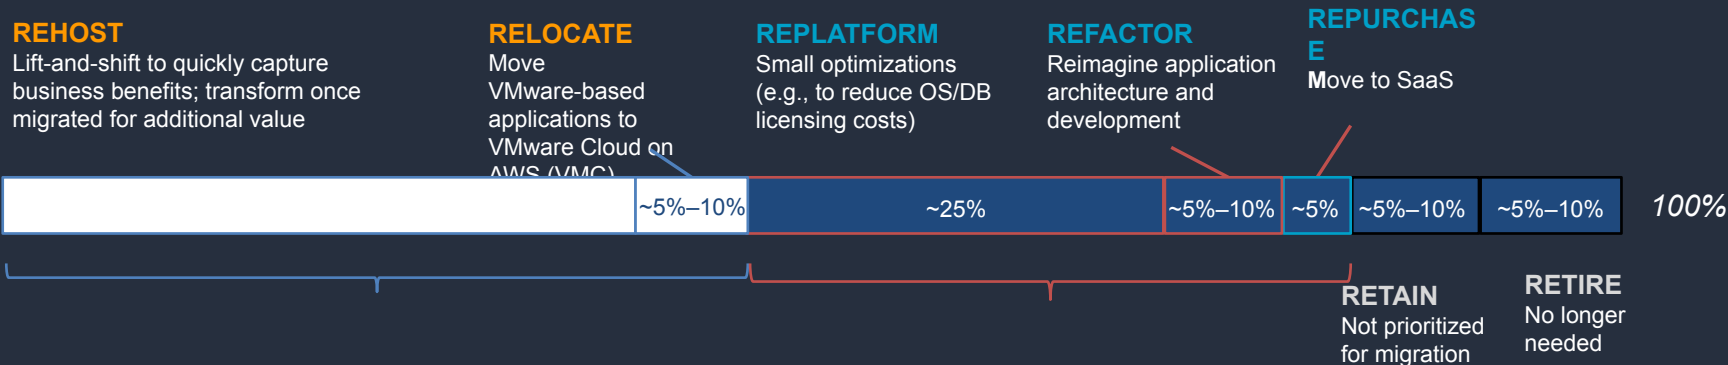 REHOST
Lift-and-shift to quickly capture
business benefits; transform once
migrated for additional value
RELOCATE
Move
VMware-based
applications to
VMware Cloud on
AWS (VMC)
REPLATFORM
Small optimizations
(e.g., to reduce OS/DB
licensing costs)
REFACTOR
Reimagine application
architecture and
development
REPURCHAS
E
Move to SaaS
~5%–10%
~25%
~5%–10%
~5%
~5%–10%
~5%–10%
100%
RETAIN
Not prioritized
for migration
RETIRE
No longer
needed